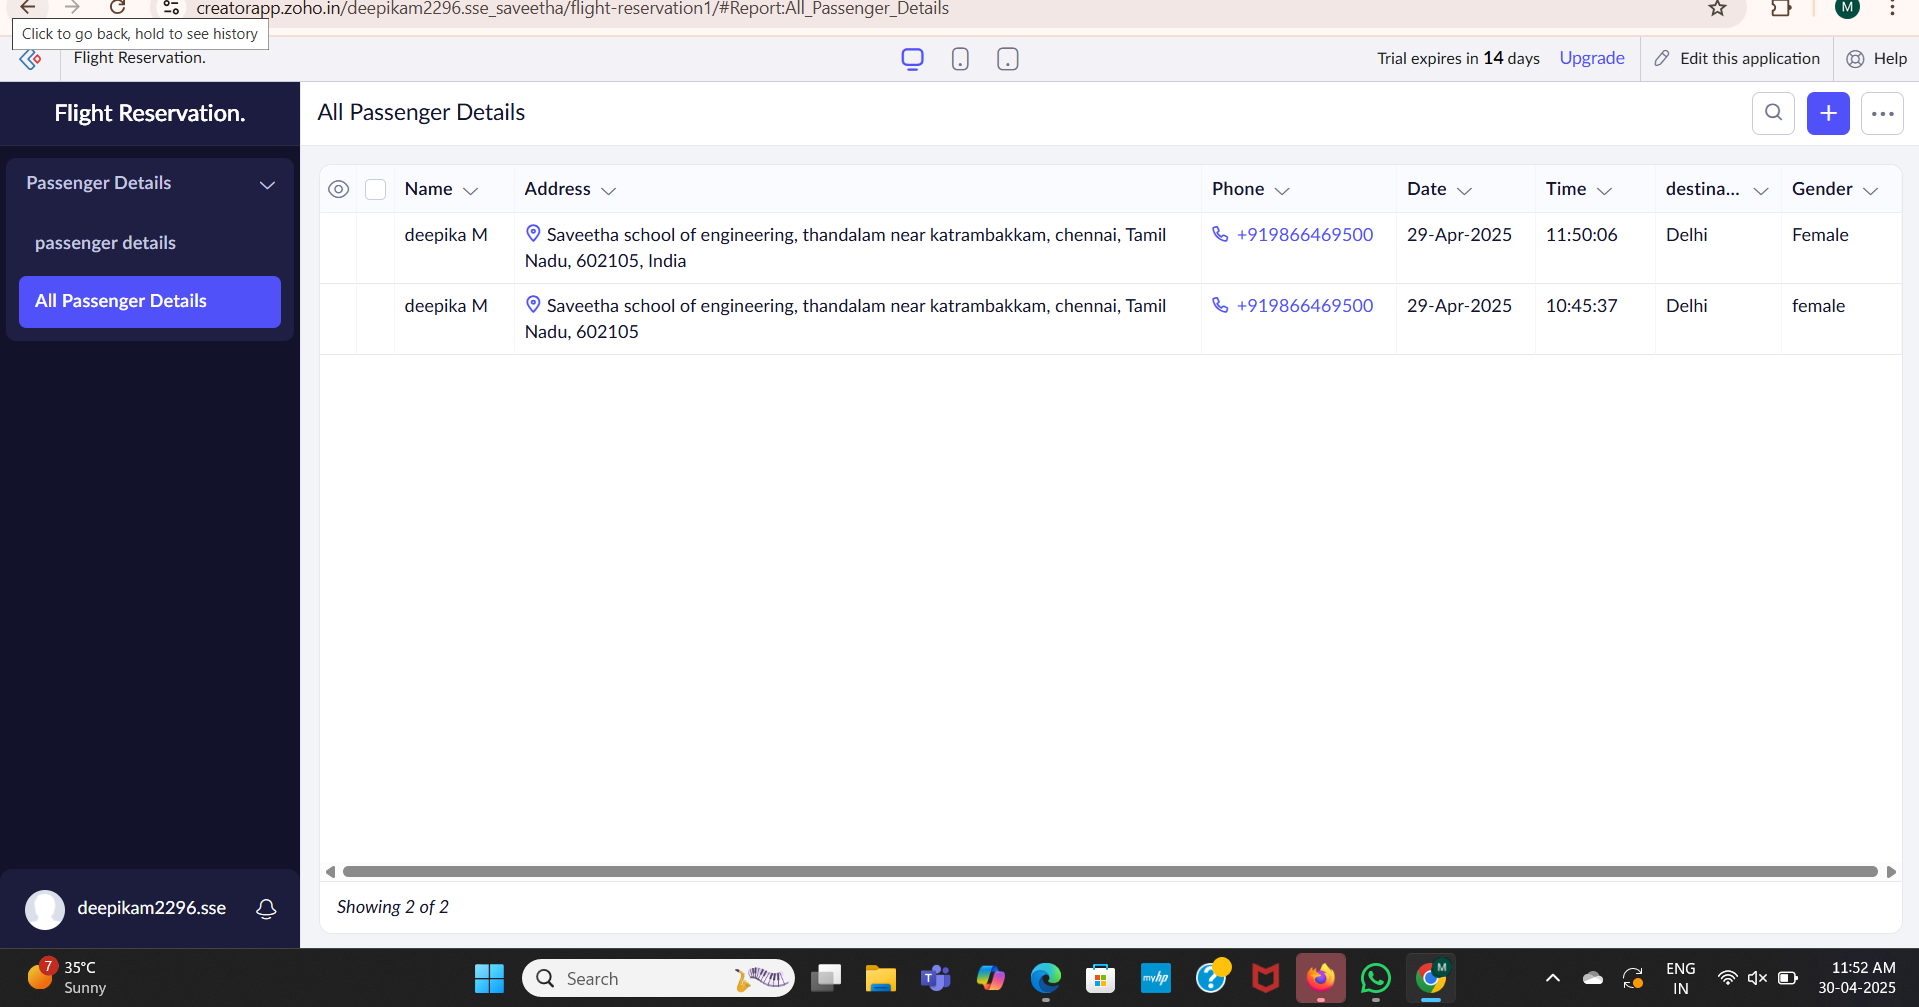 creatorapp.zoho.in/deepikam2296.sse_saveetha/flight-reservation1/#Report:All_Passenger_Details
M
Click to go back, hold to see history
Flight Reservation.
Trial expires in 14 days
Upgrade
Edit this application
Help
Flight Reservation.
All Passenger Details
Passenger Details
passenger details
All Passenger Details
Name Address Phone Date Time destina... Gender
deepika M Saveetha school of engineering, thandalam near katrambakkam, chennai, Tamil +919866469500 29-Apr-2025 11:50:06 Delhi Female
Nadu, 602105, India
deepika M Saveetha school of engineering, thandalam near katrambakkam, chennai, Tamil +919866469500 29-Apr-2025 10:45:37 Delhi female
Nadu, 602105
Showing 2 of 2
deepikam2296.sse
7
35°C
Sunny
Search
T
myhp
?
M
ENG
IN
11:52 AM
30-04-2025